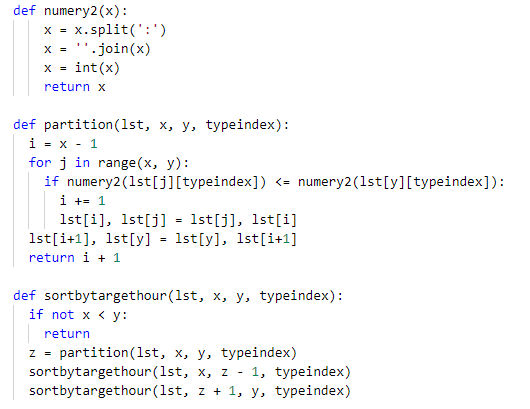 def numery2(x):
    x = x.split(':')
    x = ''.join(x)
    x = int(x)
    return x

def partition(lst, x, y, typeindex):
  i = x - 1
  for j in range(x, y):
    if numery2(lst[j][typeindex]) <= numery2(lst[y][typeindex]):
      i += 1
      lst[i], lst[j] = lst[j], lst[i]
  lst[i+1], lst[y] = lst[y], lst[i+1]
  return i + 1

def sortbytargethour(lst, x, y, typeindex):
  if not x < y:
    return
  z = partition(lst, x, y, typeindex)
  sortbytargethour(lst, x, z - 1, typeindex)
  sortbytargethour(lst, z + 1, y, typeindex)